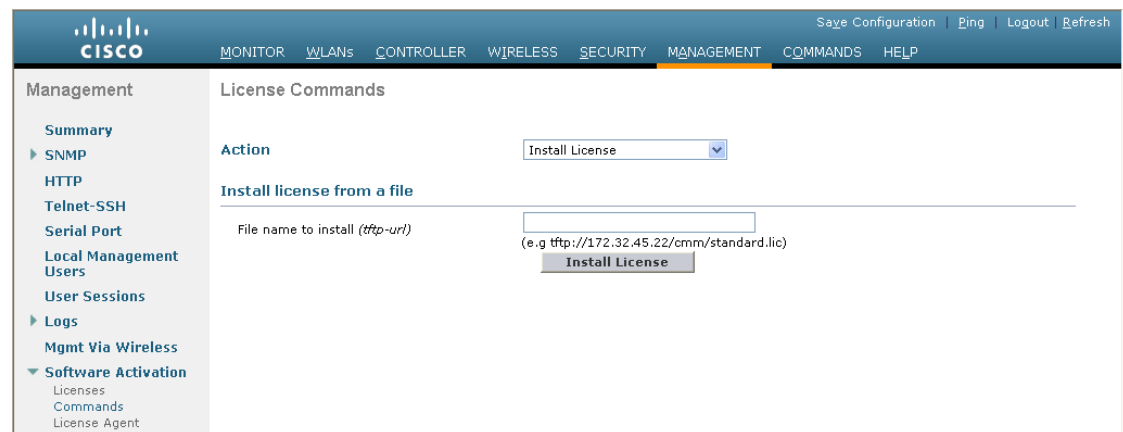 Save Configuration | Ping | Logout | Refresh
CISCO
MONITOR WLANs CONTROLLER WIRELESS SECURITY MANAGEMENT COMMANDS HELP
Management
Summary
SNMP
HTTP
Telnet-SSH
Serial Port
Local Management
Users
User Sessions
Logs
Mgmt Via Wireless
Software Activation
Licenses
Commands
License Agent
License Commands
Action Install License
Install license from a file
File name to install (tftp-url)
(e.g tftp://172.32.45.22/cmm/standard.lic)
Install License